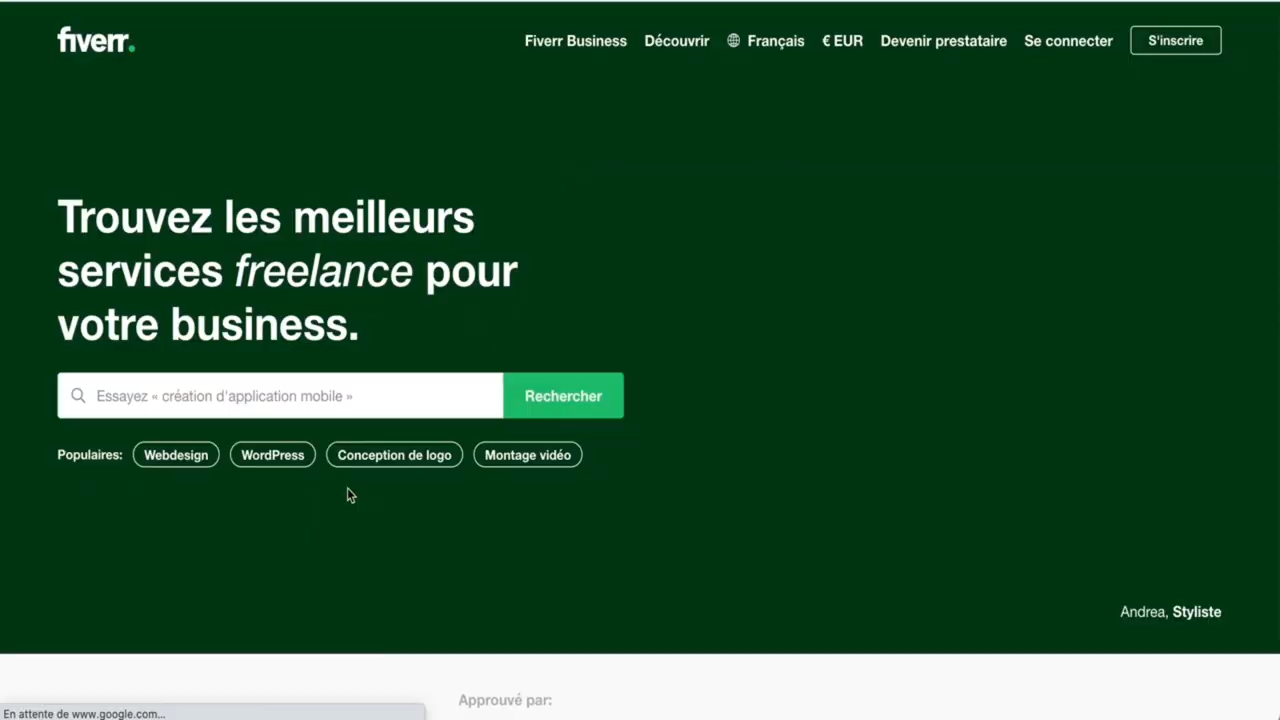 fiverr.
Fiverr Business Découvrir Français € EUR Devenir prestataire Se connecter S'inscrire
Trouvez les meilleurs
services freelance pour
votre business.
Essayez « création d'application mobile » Rechercher
Populaires: Webdesign WordPress Conception de logo Montage vidéo
Andrea, Styliste
Approuvé par:
En attente de www.google.com...